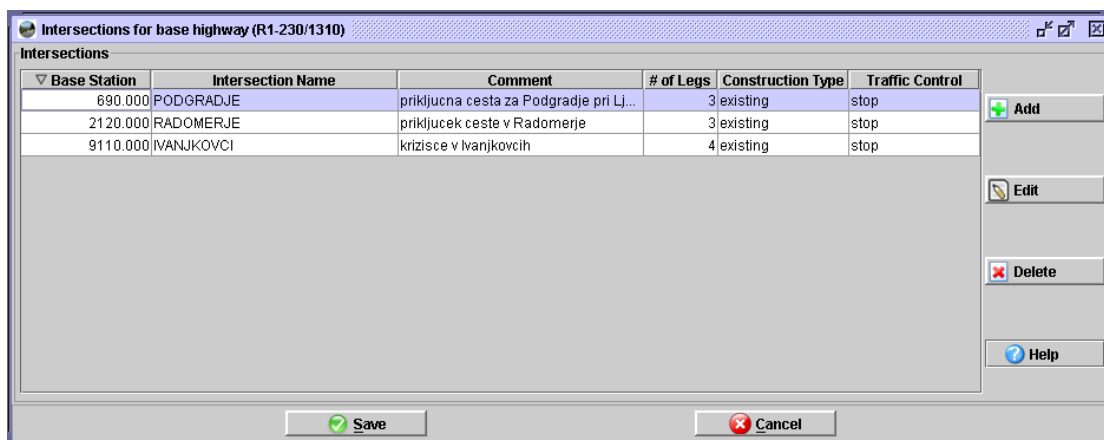 Intersections for base highway (R1-230/1310)
Intersections
Base Station Intersection Name Comment # of Legs Construction Type Traffic Control
690.000 PODGRADJE prikljucna cesta za Podgradje pri Lj... 3 existing stop
2120.000 RADOMERJE prikljucek ceste v Radomerje 3 existing stop
9110.000 IVANJKOVCI krizisce v Ivanjkovcih 4 existing stop
Add
Edit
Delete
Help
Save Cancel